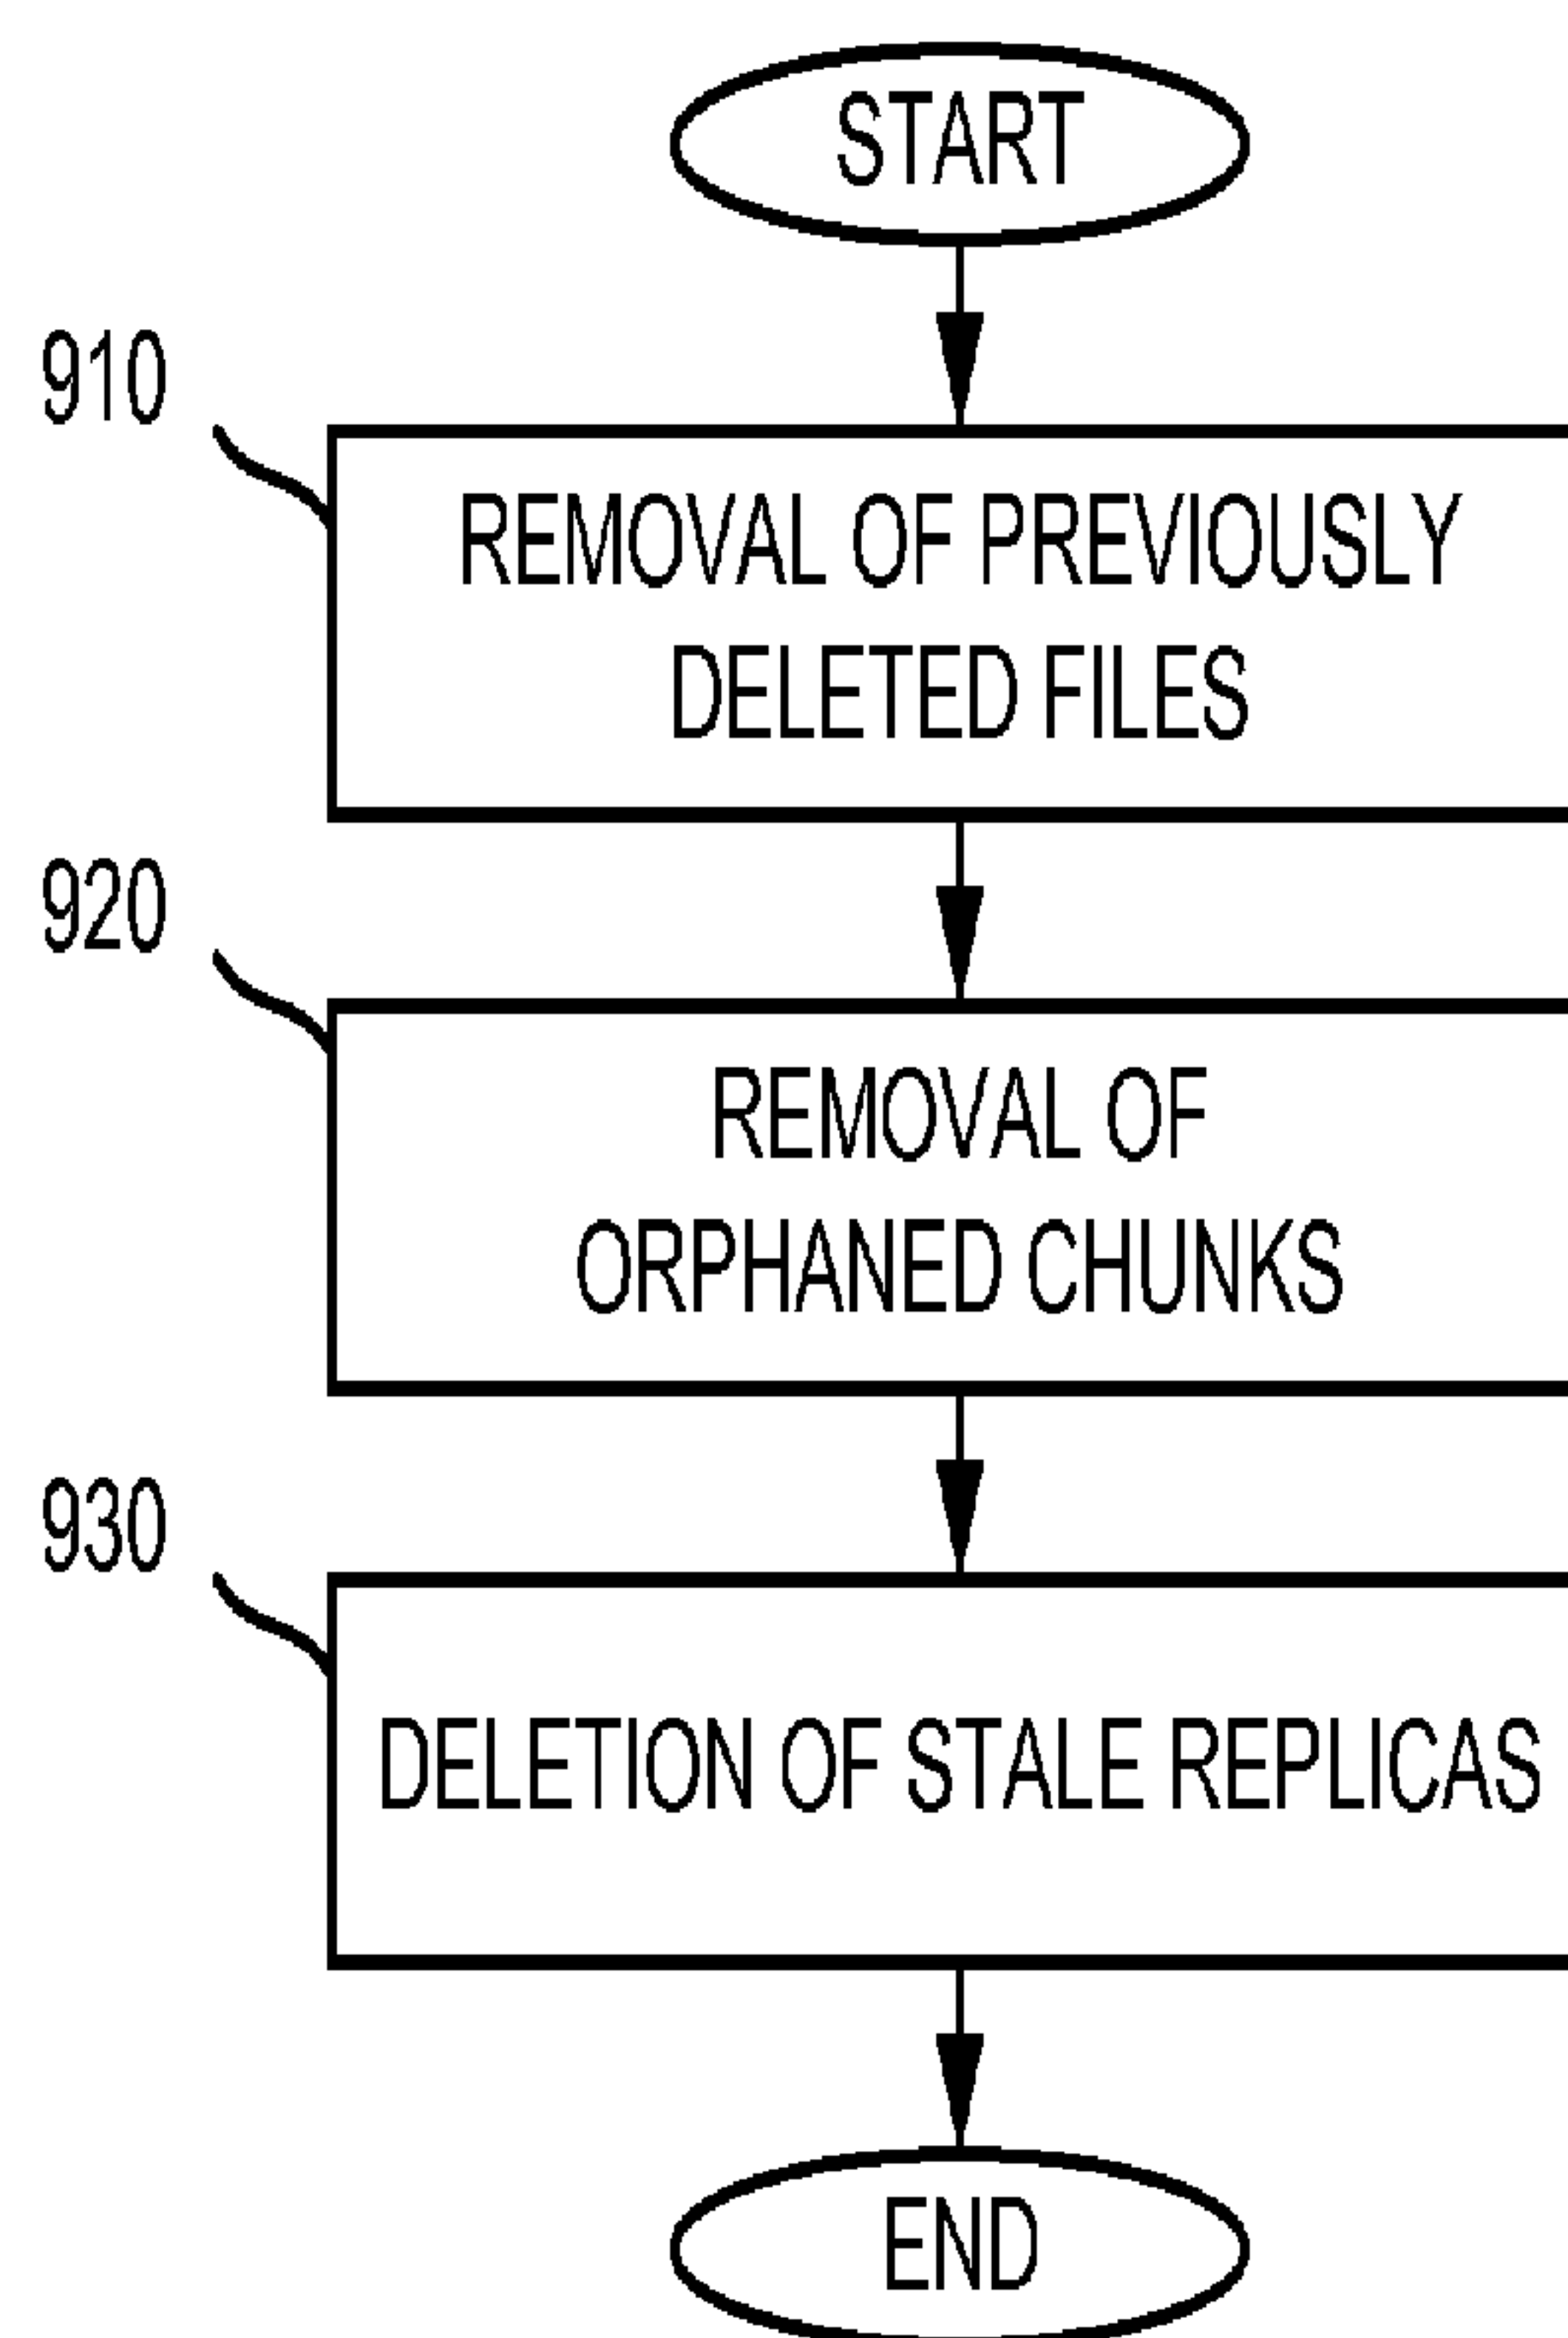 START
910
REMOVAL OF PREVIOUSLY
DELETED FILES
920
REMOVAL OF
ORPHANED CHUNKS
930
DELETION OF STALE REPLICAS
END